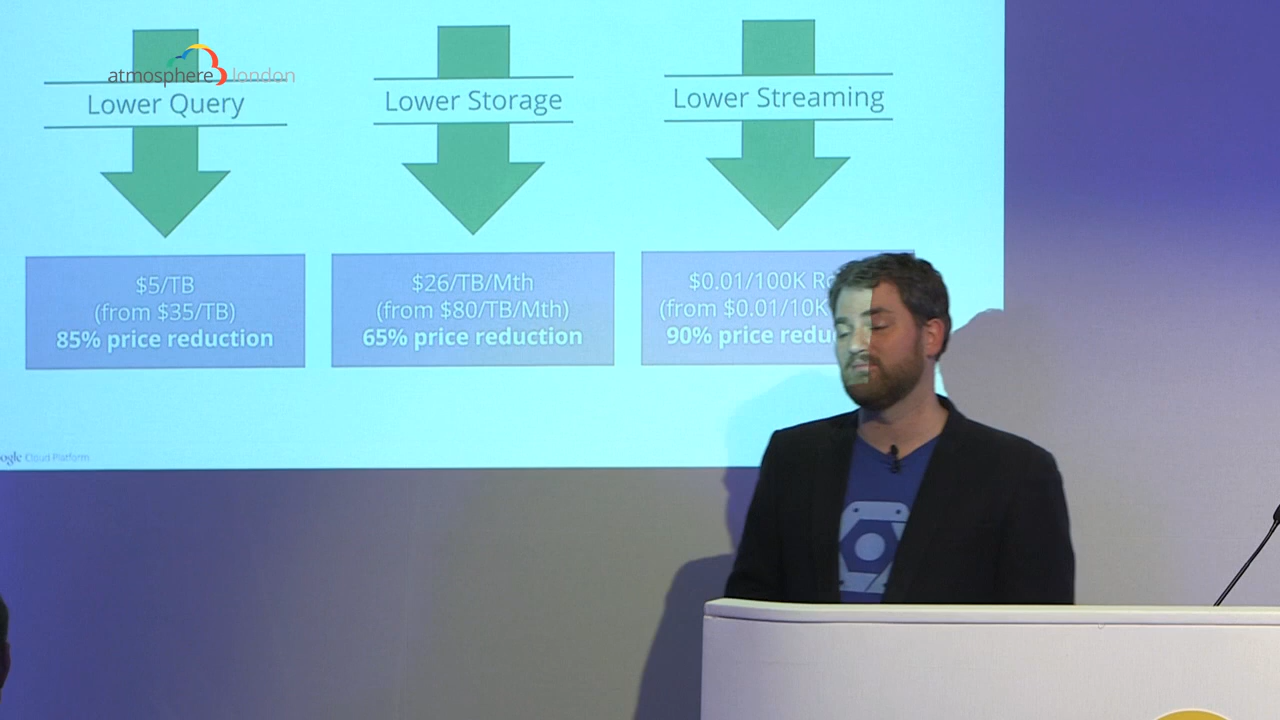 atmosphere london
Lower Query
Lower Storage
Lower Streaming
$5/TB
(from $35/TB)
85% price reduction
$26/TB/Mth
(from $80/TB/Mth)
65% price reduction
$0.01/100K
(from $0.01/10K
90% price
Cloud Platform